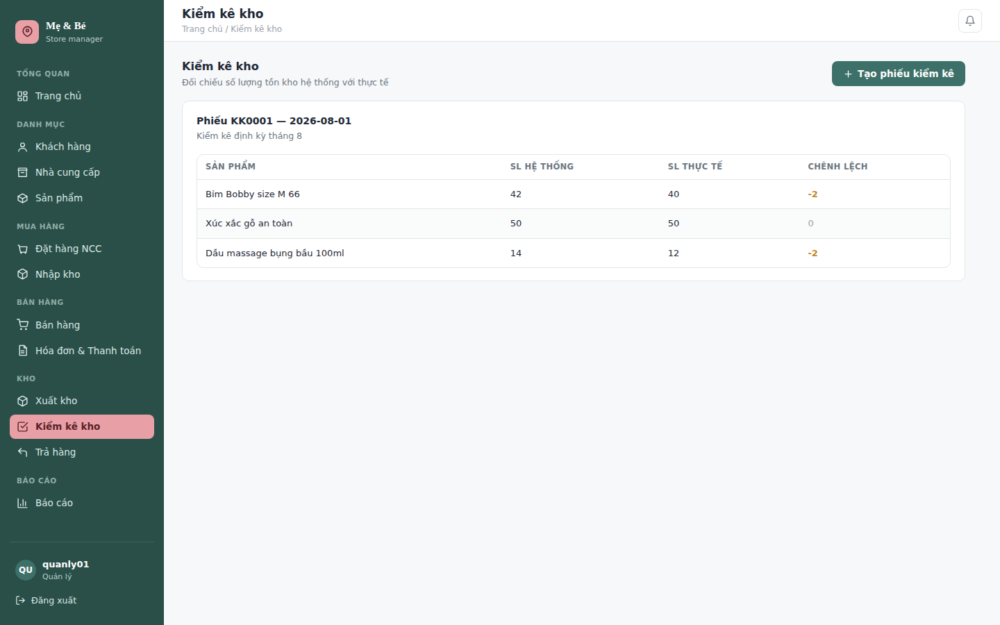 Mẹ & Bé
Store manager
TỔNG QUAN
Trang chủ
DANH MỤC
Khách hàng
Nhà cung cấp
Sản phẩm
MUA HÀNG
Đặt hàng NCC
Nhập kho
BÁN HÀNG
Bán hàng
Hóa đơn & Thanh toán
KHO
Xuất kho
Kiểm kê kho
Trả hàng
BÁO CÁO
Báo cáo
QU
quanly01
Quản lý
Đăng xuất
Kiểm kê kho
Trang chủ / Kiểm kê kho
Kiểm kê kho
Đối chiếu số lượng tồn kho hệ thống với thực tế
Tạo phiếu kiểm kê
Phiếu KK0001 — 2026-08-01
Kiểm kê định kỳ tháng 8
SẢN PHẨM SL HỆ THỐNG SL THỰC TẾ CHÊNH LỆCH
Bỉm Bobby size M 66 42 40 -2
Xúc xắc gỗ an toàn 50 50 0
Dầu massage bụng bầu 100ml 14 12 -2